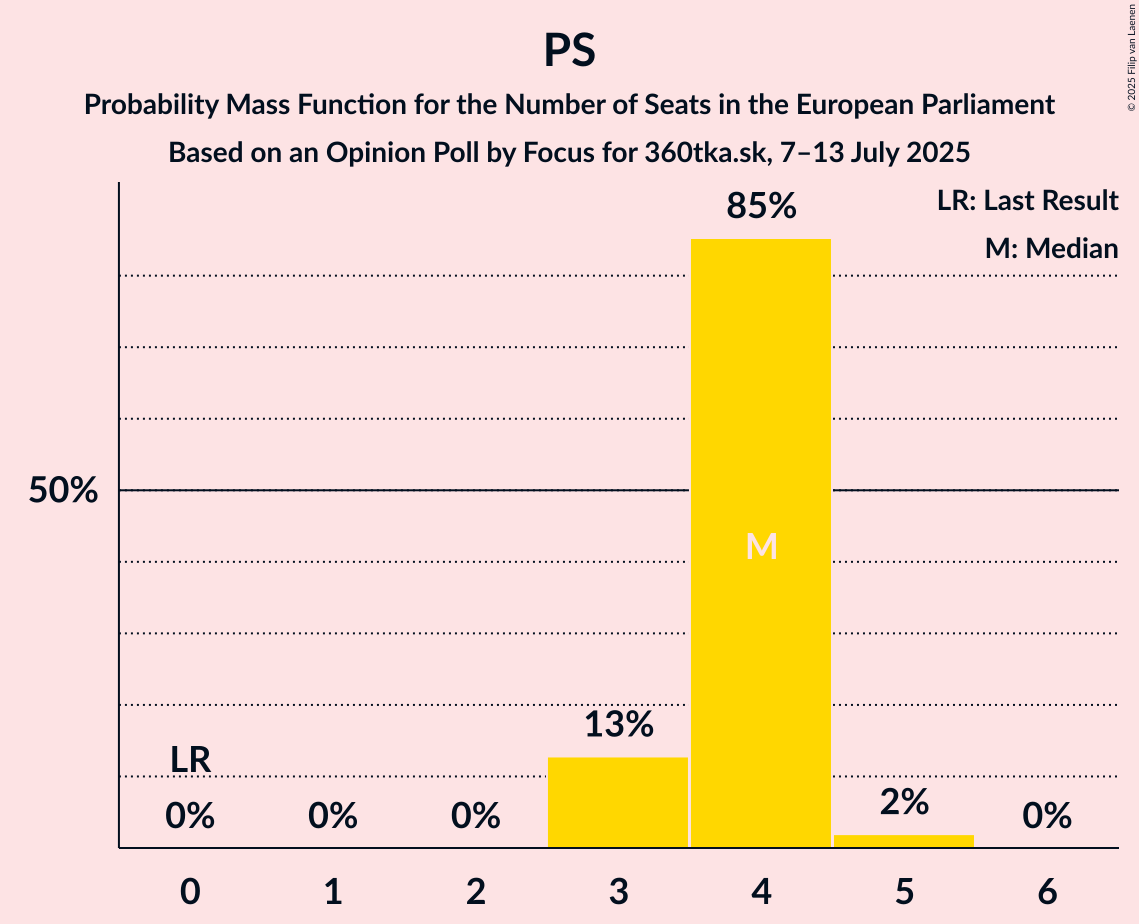 PS
Probability Mass Function for the Number of Seats in the European Parliament
Based on an Opinion Poll by Focus for 360tka.sk, 7–13 July 2025
© 2025 Filip van Laenen
LR: Last Result
M: Median
85%
50%
M
13%
LR
2%
0% 0% 0% 0%
0 1 2 3 4 5 6